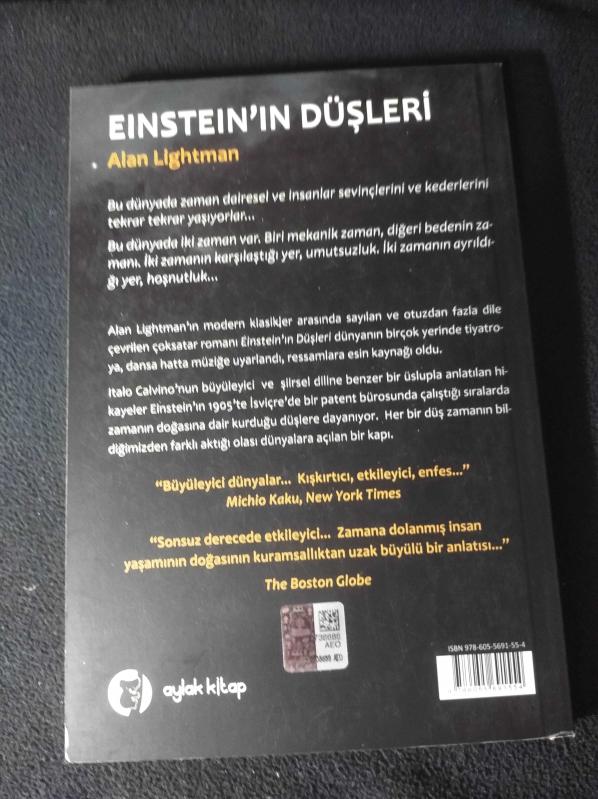 EINSTEIN'IN DÜŞLERİ
Alan Lightman
Bu dünyada zaman dairesel ve insanlar sevinçlerini ve kederlerini
tekrar tekrar yaşıyorlar...
Bu dünyada iki zaman var. Biri mekanik zaman, diğeri bedenin za-
manı. İki zamanın karşılaştığı yer, umutsuzluk. İki zamanın ayrıldı-
ğı yer, hoşnutluk...
Alan Lightman'ın modern klasikler arasında sayılan ve otuzdan fazla dile
çevrilen çoksatar romanı Einstein'ın Düşleri dünyanın birçok yerinde tiyatro-
ya, dansa hatta müziğe uyarlandı, ressamlara esin kaynağı oldu.
Italo Calvino'nun büyüleyici ve şiirsel diline benzer bir üslupla anlatılan hi-
kayeler Einstein'ın 1905'te İsviçre'de bir patent bürosunda çalıştığı sıralarda
zamanın doğasına dair kurduğu düşlere dayanıyor. Her bir düş zamanın bil-
diğimizden farklı aktığı olası dünyalara açılan bir kapı.
"Büyüleyici dünyalar... Kışkırtıcı, etkileyici, enfes..."
Michio Kaku, New York Times
"Sonsuz derecede etkileyici... Zamana dolanmış insan
yaşamının doğasının kuramsallıktan uzak büyülü bir anlatısı..."
The Boston Globe
AEO
AEO
ISBN 978-605-5691-55-4
aylak kitap